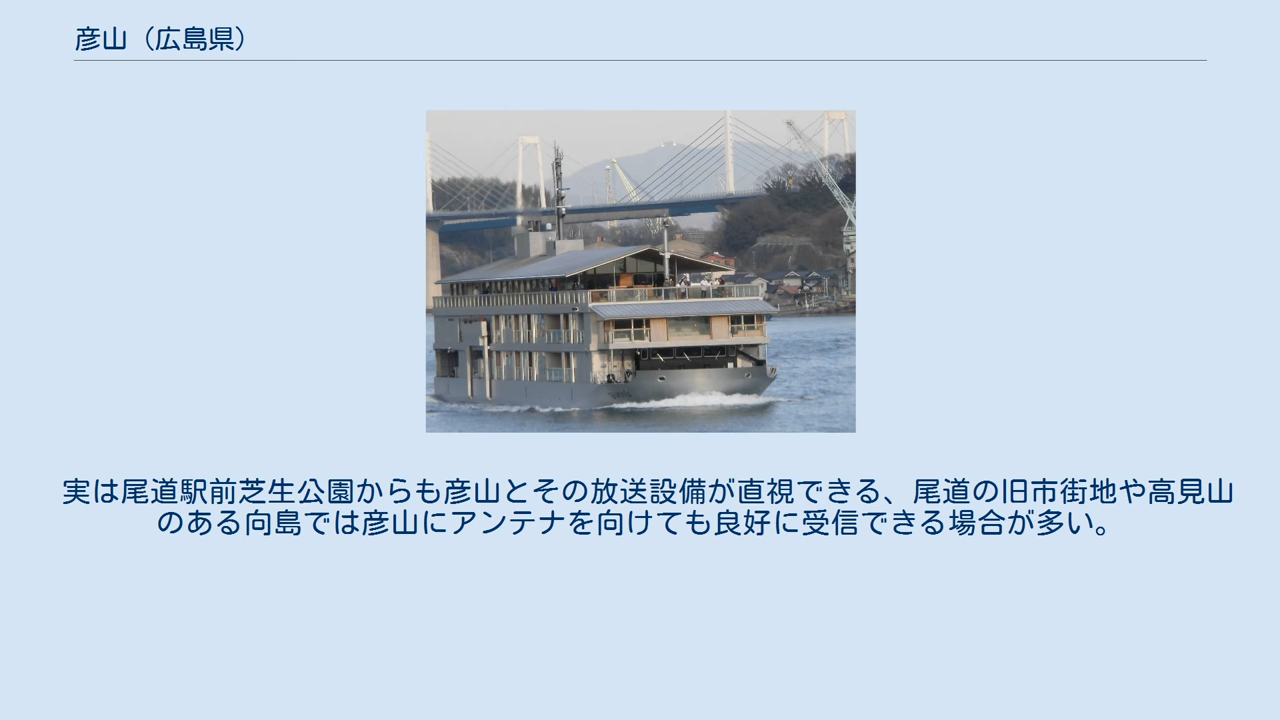 彦山（広島県）
実は尾道駅前芝生公園からも彦山とその放送設備が直視できる、尾道の旧市街地や高見山
のある向島では彦山にアンテナを向けても良好に受信できる場合が多い。